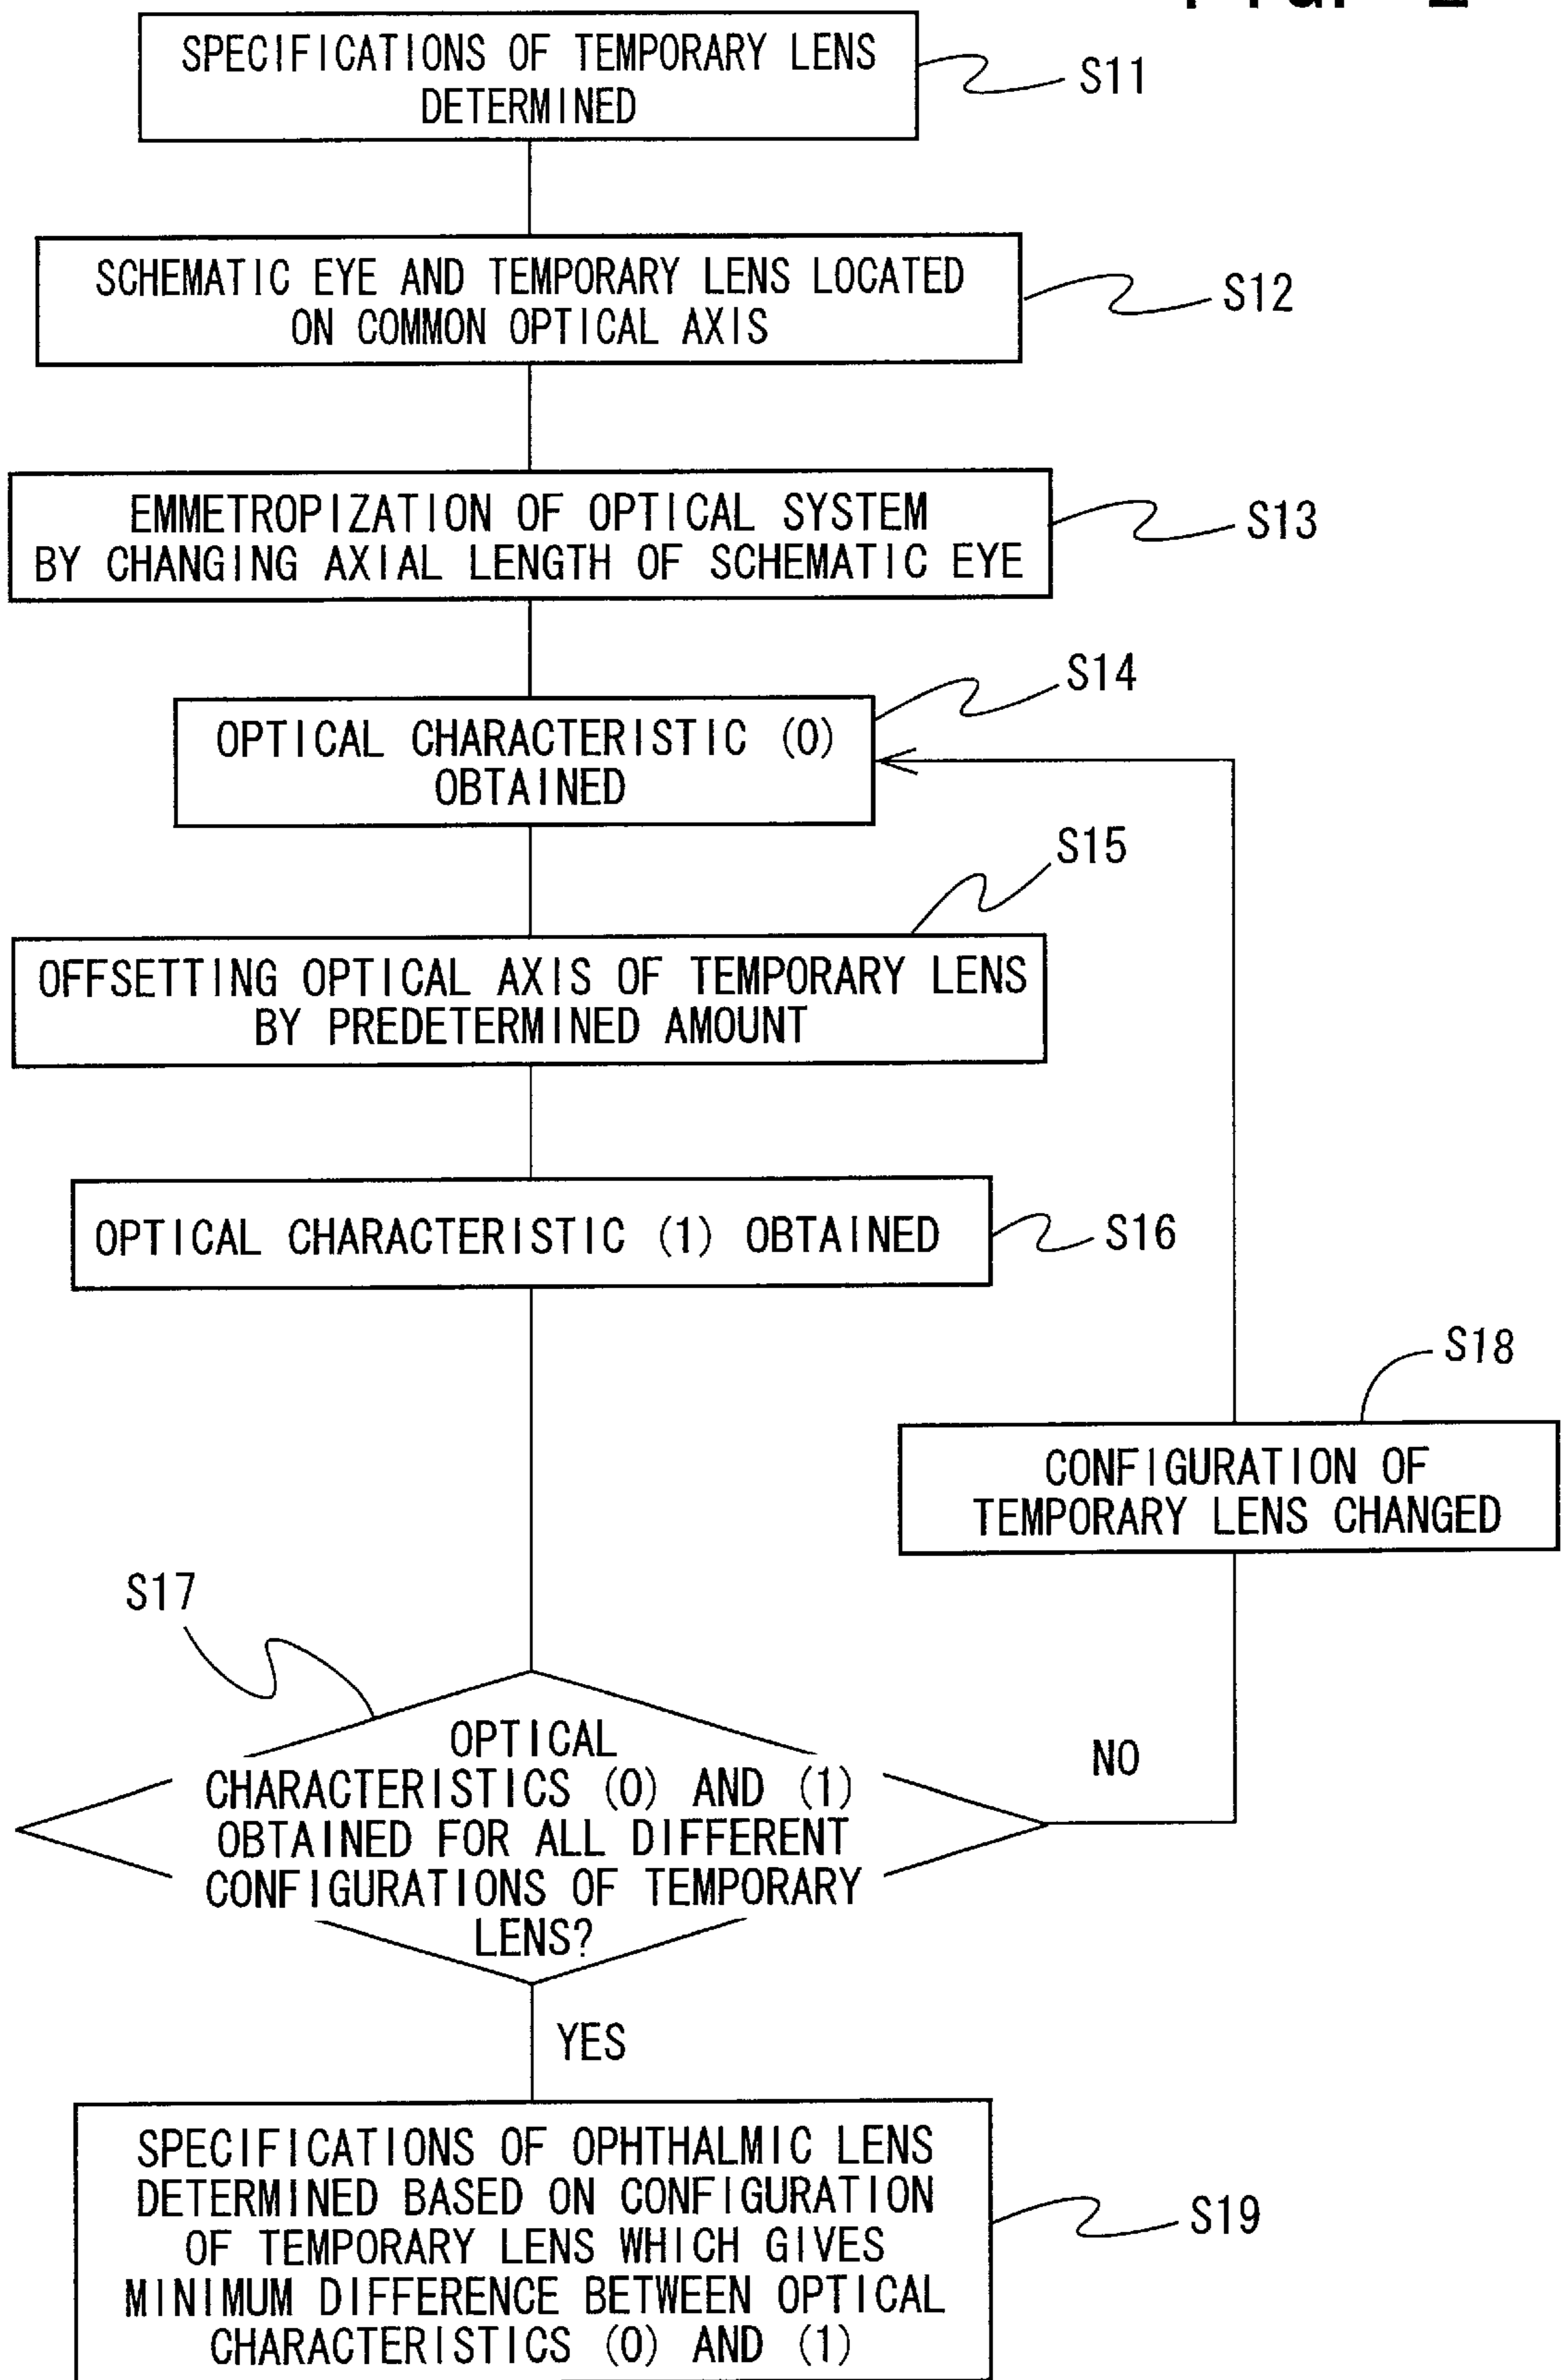 SPECIFICATIONS OF TEMPORARY LENS
DETERMINED
S11
SCHEMATIC EYE AND TEMPORARY LENS LOCATED
ON COMMON OPTICAL AXIS
S12
EMMETROPIZATION OF OPTICAL SYSTEM
BY CHANGING AXIAL LENGTH OF SCHEMATIC EYE
S13
S14
OPTICAL CHARACTERISTIC (0)
OBTAINED
S15
OFFSETTING OPTICAL AXIS OF TEMPORARY LENS
BY PREDETERMINED AMOUNT
OPTICAL CHARACTERISTIC (1) OBTAINED
S16
S18
CONFIGURATION OF
TEMPORARY LENS CHANGED
S17
OPTICAL
CHARACTERISTICS (0) AND (1)
OBTAINED FOR ALL DIFFERENT
CONFIGURATIONS OF TEMPORARY
LENS?
NO
YES
SPECIFICATIONS OF OPHTHALMIC LENS
DETERMINED BASED ON CONFIGURATION
OF TEMPORARY LENS WHICH GIVES
MINIMUM DIFFERENCE BETWEEN OPTICAL
CHARACTERISTICS (0) AND (1)
S19